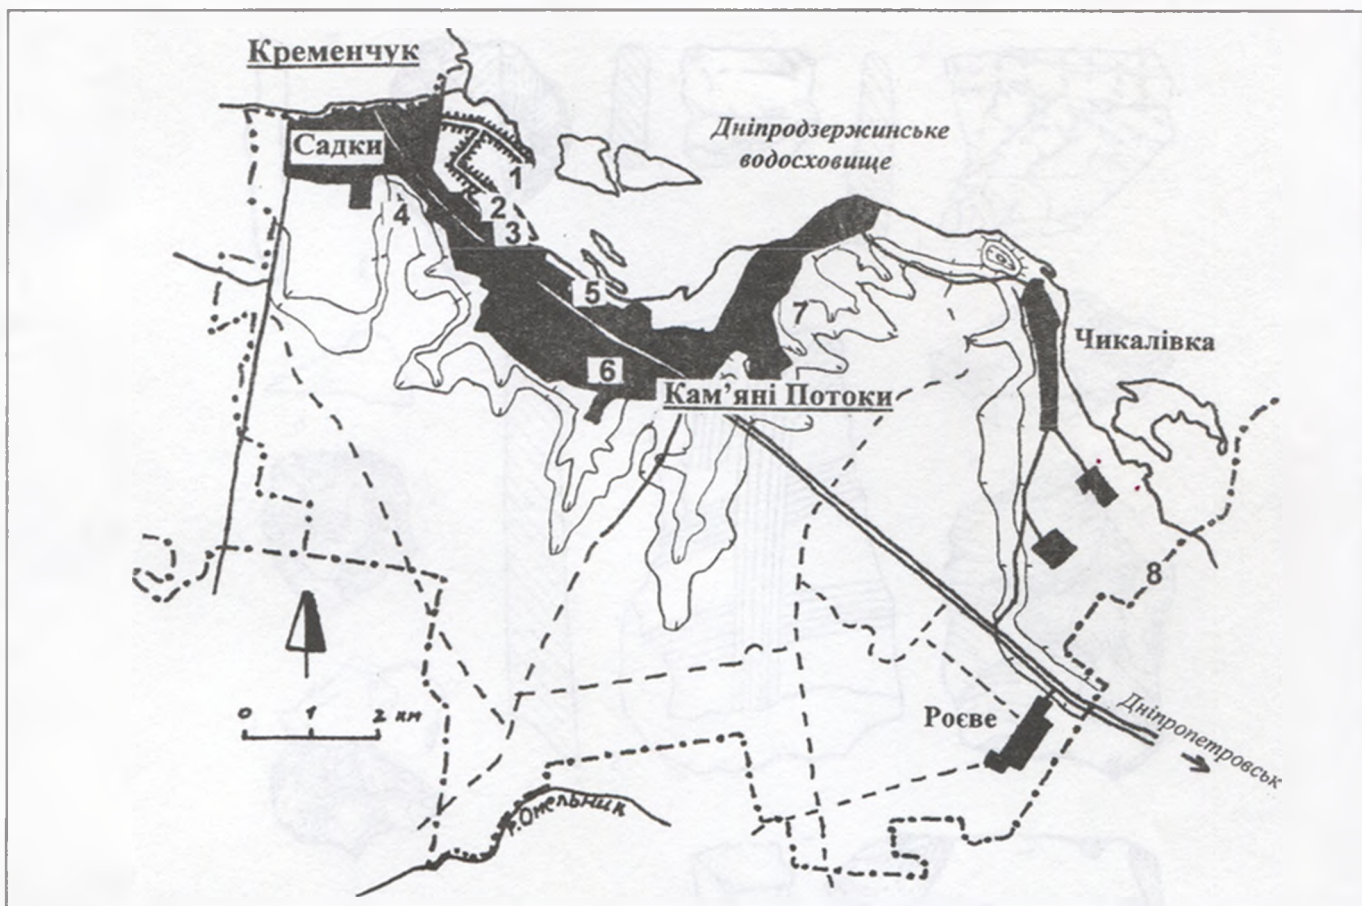 Кременчук
Дніпродзержинське
водосховище
Садки
1
2
4
3
5
7
Чикалівка
6
Кам’яні Потоки
8
0 1 2 км
Роєве
Дніпропетровськ
р.Омельник